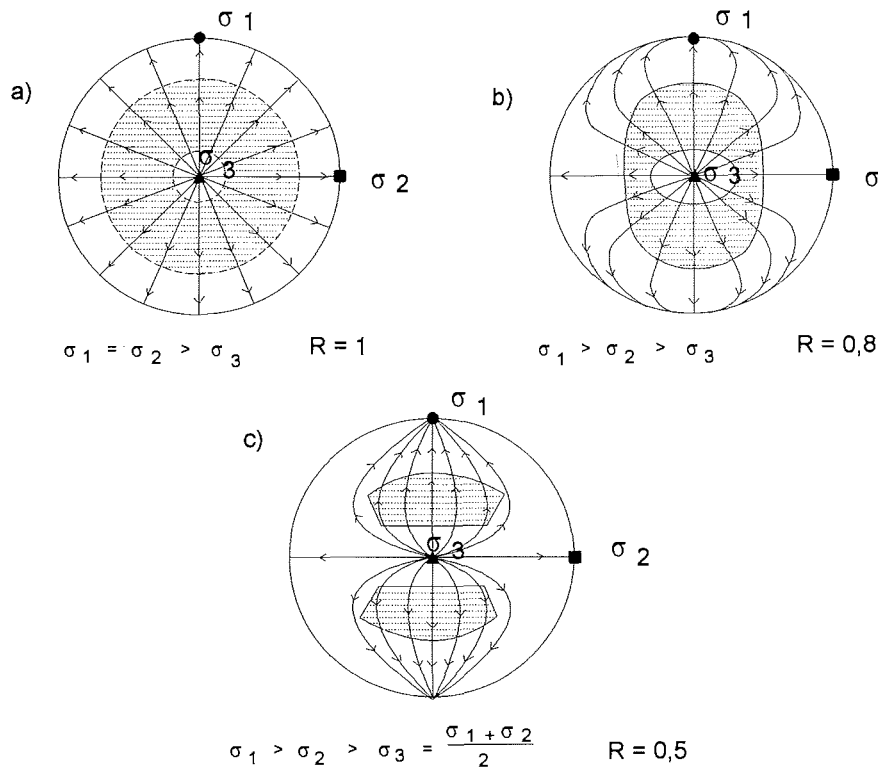 σ 1
a)
σ 3
σ 2
σ 1 = σ 2 > σ 3 R = 1
σ 1
b)
σ 3
σ
σ 1 > σ 2 > σ 3 R = 0,8
σ 1
c)
σ 3
σ 2
σ 1 > σ 2 > σ 3 = σ 1 + σ 2 / 2 R = 0,5